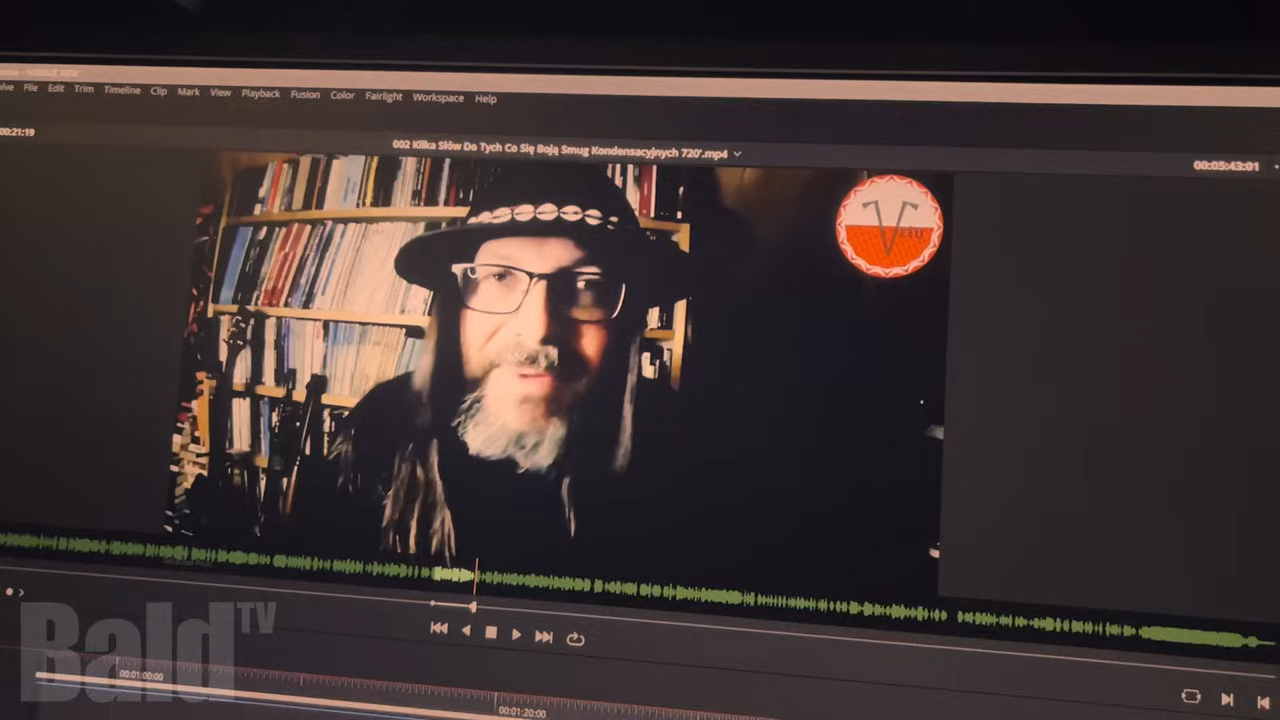 File Edit Trim Timeline Clip Mark View Playback Fusion Color Fairlight Workspace Help
00:21:19
002 Kilka Słów Do Tych Co Się Boją Smug Kondensacyjnych 720'.mp4
00:05:43:01
BaldTV
00:01:00:00
00:01:20:00